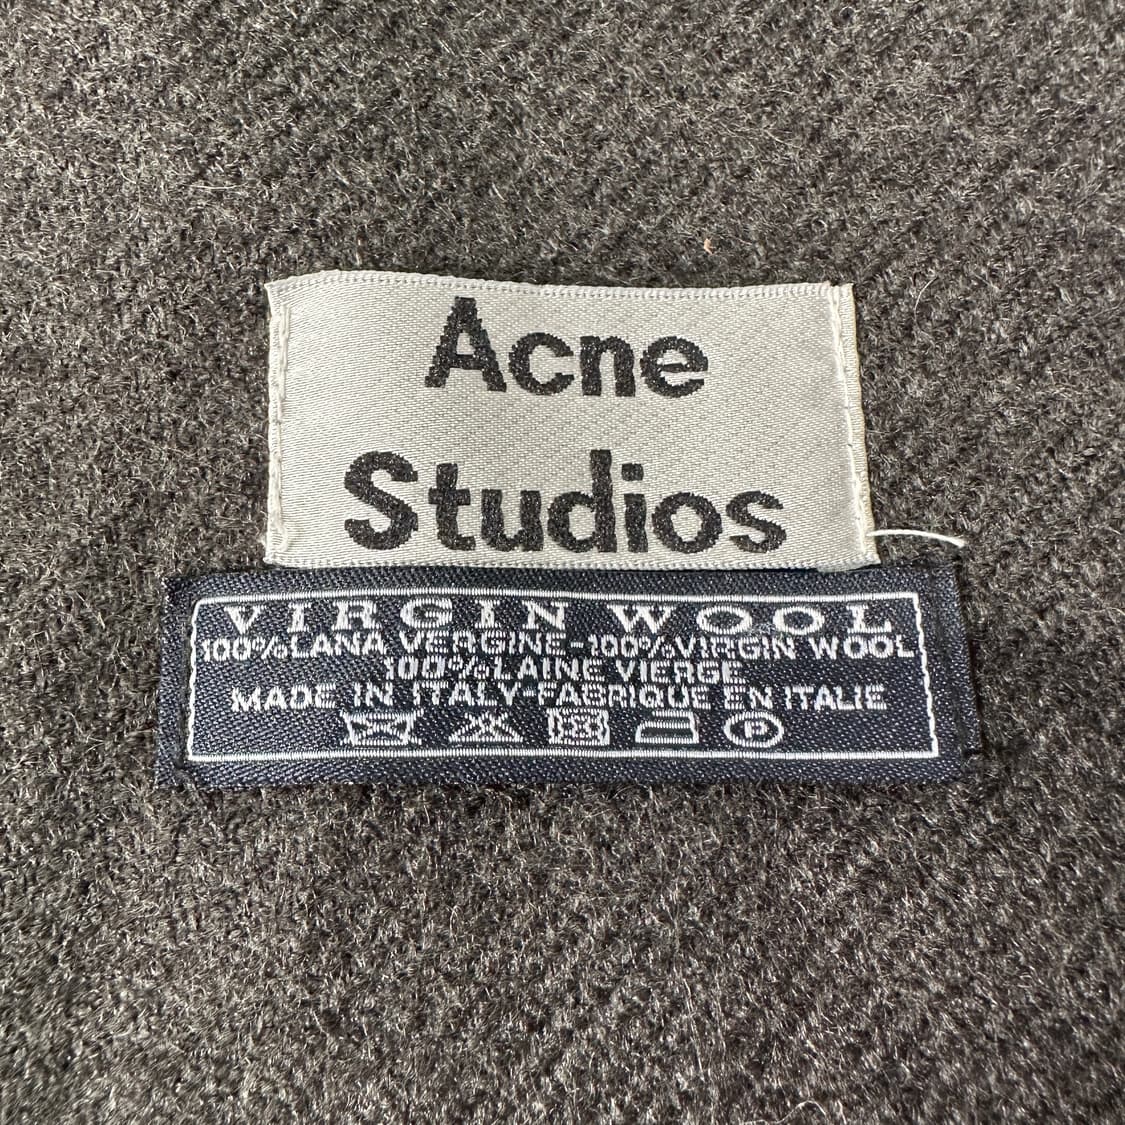 Acne
Studios
VIRGIN WOOL
100%LANA VERGINE-100%VIRGIN WOOL
100%LAINE VIERGE
MADE IN ITALY-FABRIQUE EN ITALIE
P